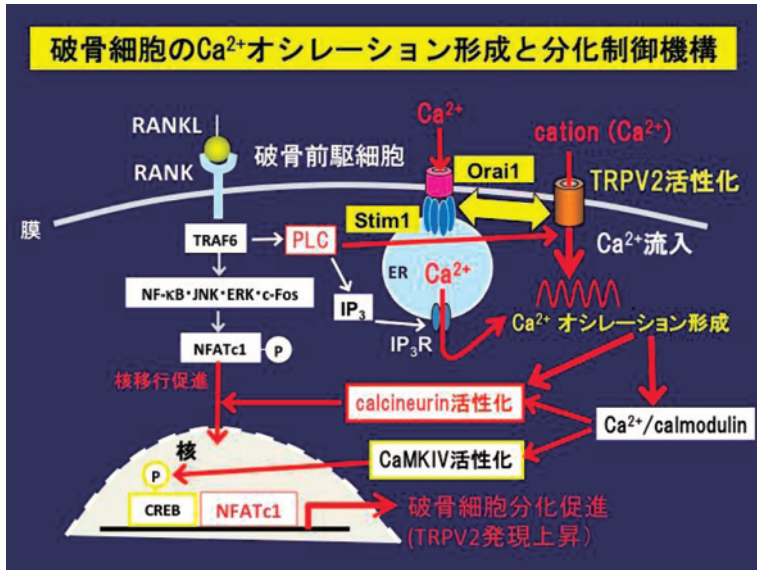 破骨細胞のCa²⁺オシレーション形成と分化制御機構
Ca²⁺
RANKL
cation (Ca²⁺)
破骨前駆細胞
Orai1
RANK
TRPV2活性化
膜
Stim1
TRAF6
PLC
Ca²⁺流入
ER
Ca²⁺
NF-κB・JNK・ERK・c-Fos
IP₃
Ca²⁺ オシレーション形成
NFATc1
P
IP₃R
核移行促進
calcineurin活性化
Ca²⁺/calmodulin
核
CaMKIV活性化
P
CREB
NFATc1
破骨細胞分化促進
(TRPV2発現上昇）